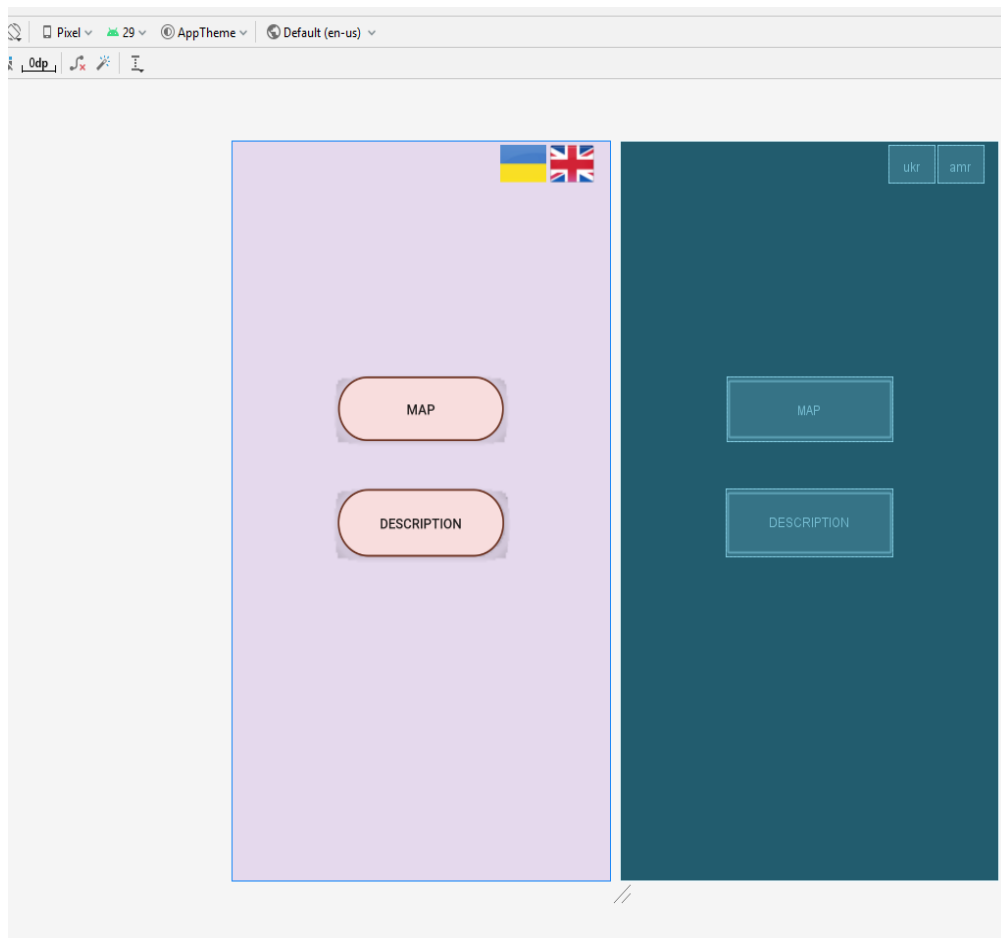 Pixel 29 AppTheme Default (en-us)
0dp
ukr amr
MAP
MAP
DESCRIPTION
DESCRIPTION